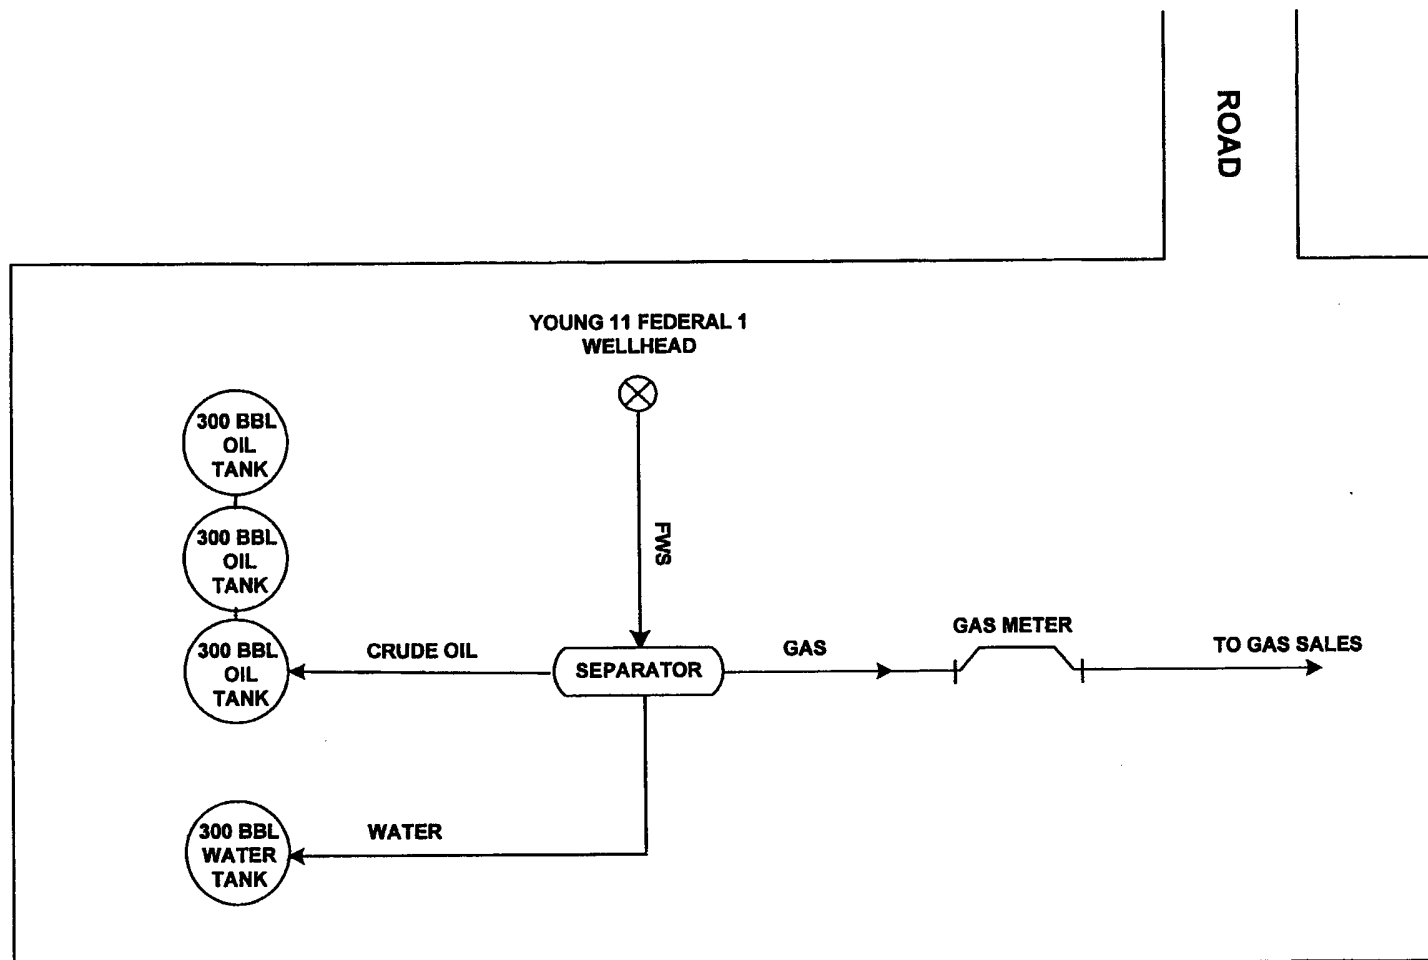 ROAD
YOUNG 11 FEDERAL 1
WELLHEAD
300 BBL
OIL
TANK
300 BBL
OIL
TANK
FWS
300 BBL
OIL
TANK
CRUDE OIL
SEPARATOR
GAS
GAS METER
TO GAS SALES
300 BBL
WATER
TANK
WATER